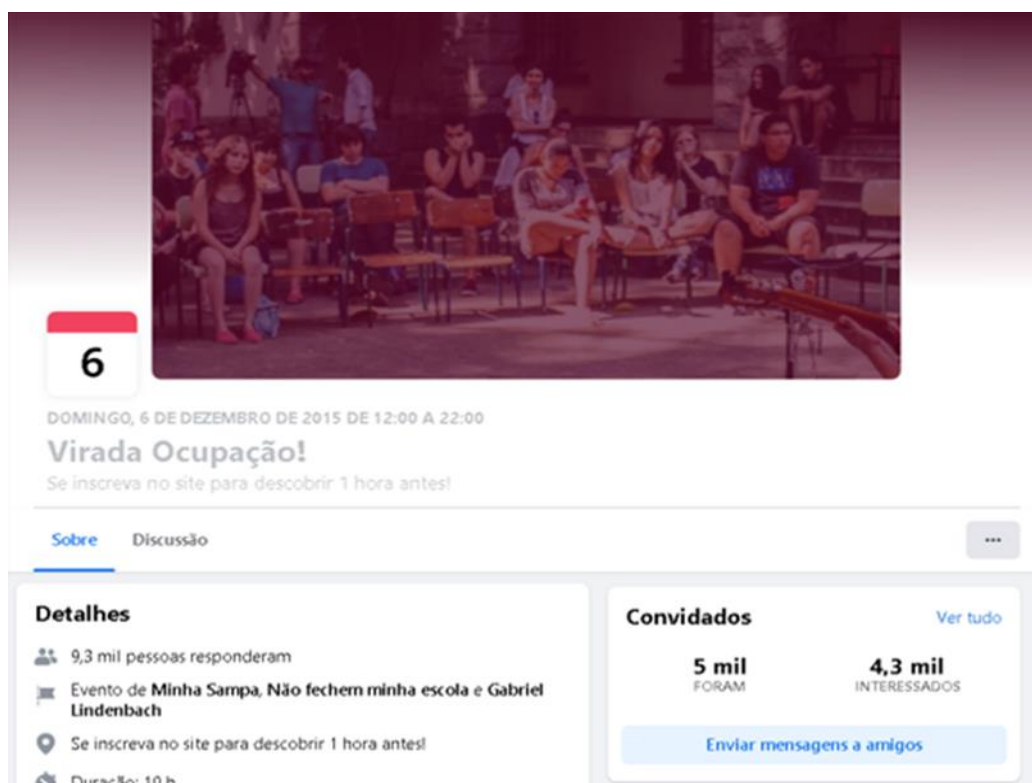 6
DOMINGO, 6 DE DEZEMBRO DE 2015 DE 12:00 A 22:00
Virada Ocupação!
Se inscreva no site para descobrir 1 hora antes!
Sobre Discussão
Detalhes
9,3 mil pessoas responderam
Evento de Minha Sampa, Não fechem minha escola e Gabriel
Lindenbach
Se inscreva no site para descobrir 1 hora antes!
Duração: 10 h
Convidados Ver tudo
5 mil 4,3 mil
FORAM INTERESSADOS
Enviar mensagens a amigos